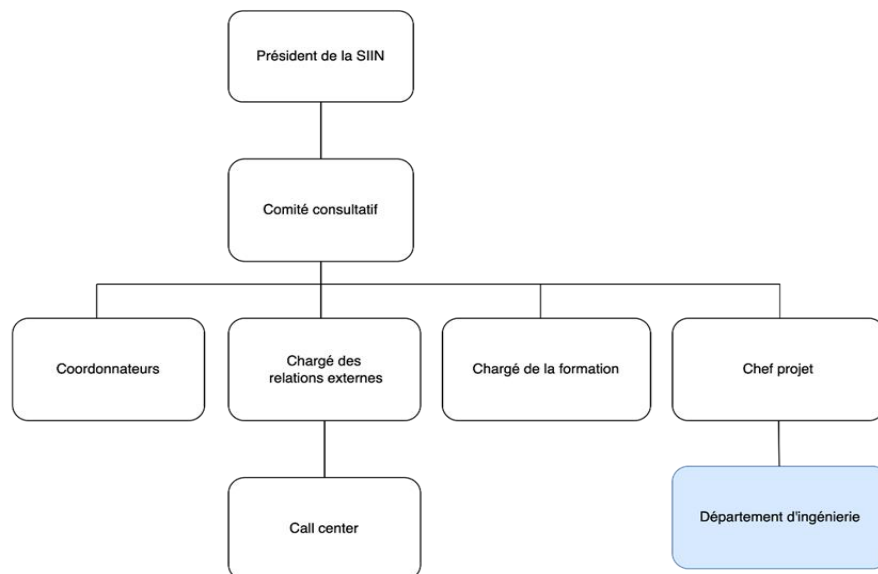 Président de la SIIN
Comité consultatif
Coordonnateurs
Chargé des
relations externes
Chargé de la formation
Chef projet
Call center
Département d'ingénierie